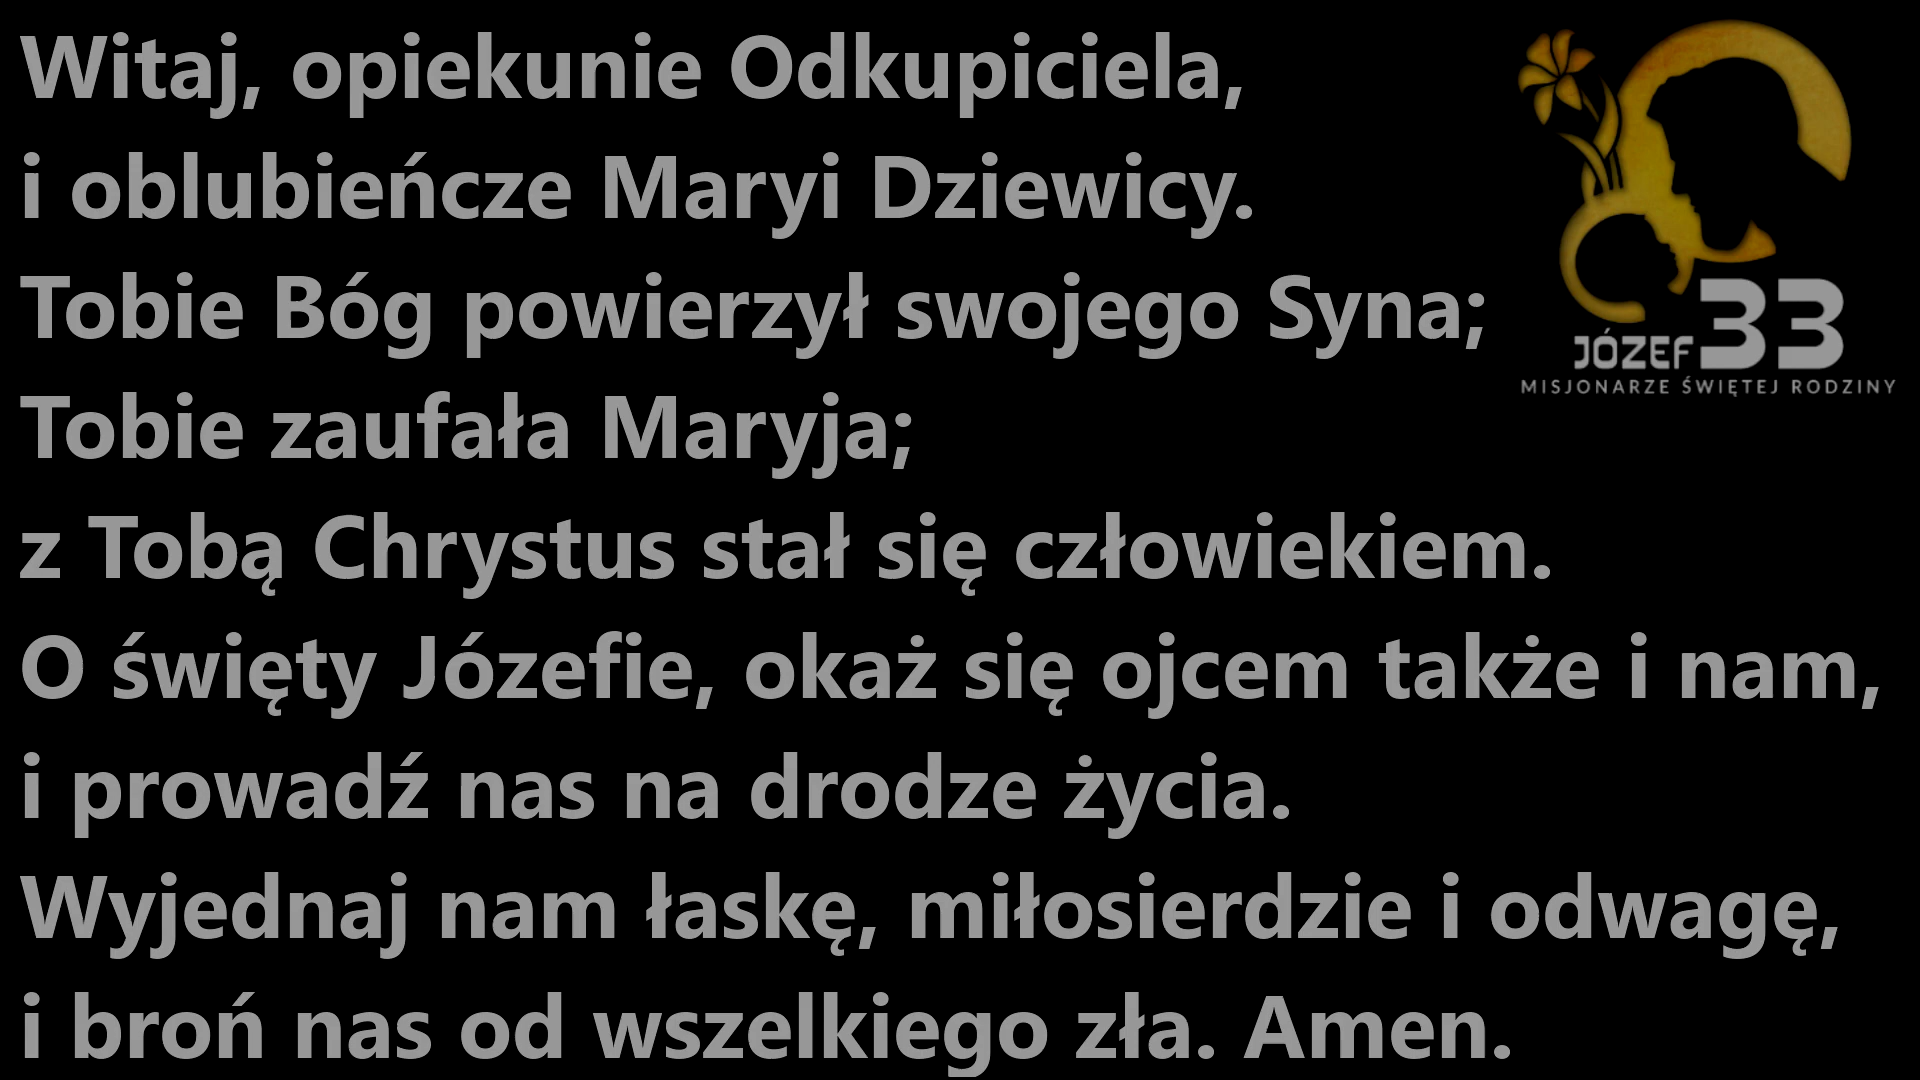 Witaj, opiekunie Odkupiciela,
i oblubieńcze Maryi Dziewicy.
Tobie Bóg powierzył swojego Syna;
Tobie zaufała Maryja;
z Tobą Chrystus stał się człowiekiem.
O święty Józefie, okaż się ojcem także i nam,
i prowadź nas na drodze życia.
Wyjednaj nam łaskę, miłosierdzie i odwagę,
i broń nas od wszelkiego zła. Amen.
JÓZEF 33
MISJONARZE ŚWIĘTEJ RODZINY